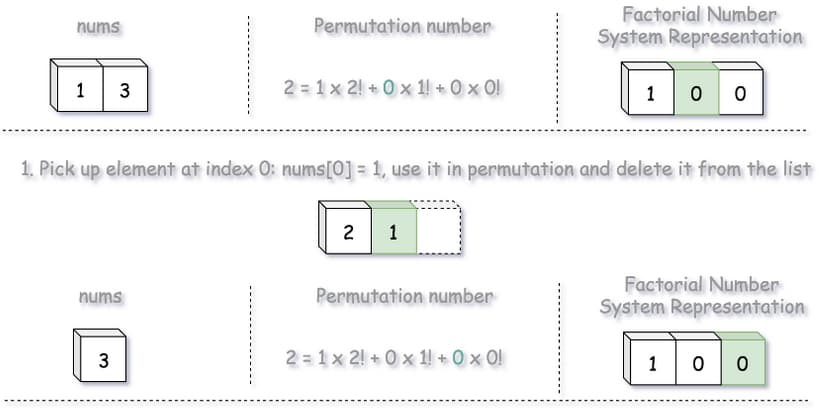 nums
Permutation number
Factorial Number
System Representation
1 3
2 = 1 x 2! + 0 x 1! + 0 x 0!
1 0 0
1. Pick up element at index 0: nums[0] = 1, use it in permutation and delete it from the list
2 1
nums
Permutation number
Factorial Number
System Representation
3
2 = 1 x 2! + 0 x 1! + 0 x 0!
1 0 0